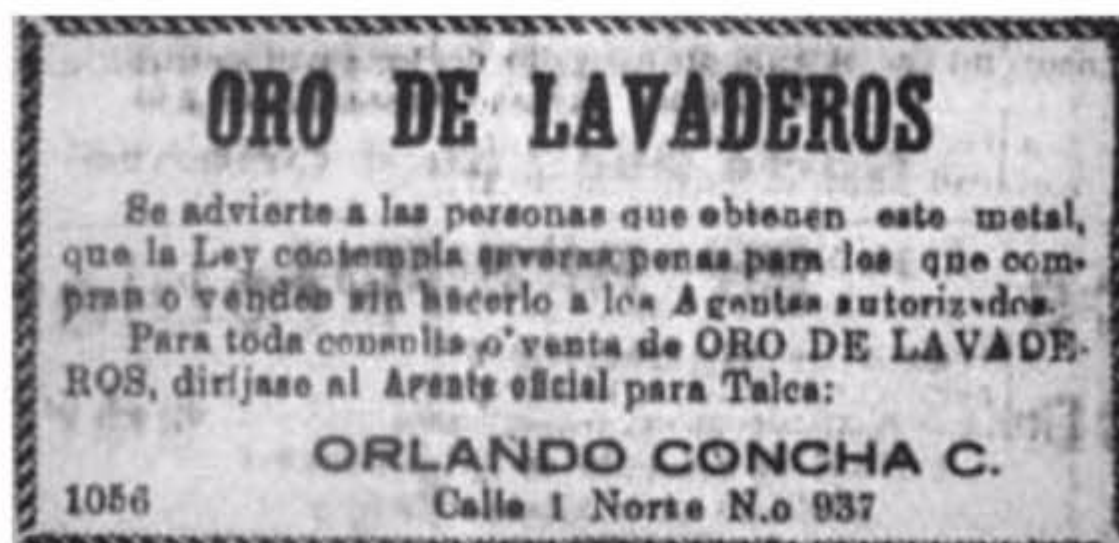 ORO DE LAVADEROS
Se advierte a las personas que obtenen este metal,
que la Ley contempla severas penas para los que com-
pran o venden sin hacerlo a los Agentes autorizados.
Para toda consulta o venta de ORO DE LAVADE-
ROS, diríjase al Agente oficial para Talca:
ORLANDO CONCHA C.
1056 Calle 1 Norte N.o 937